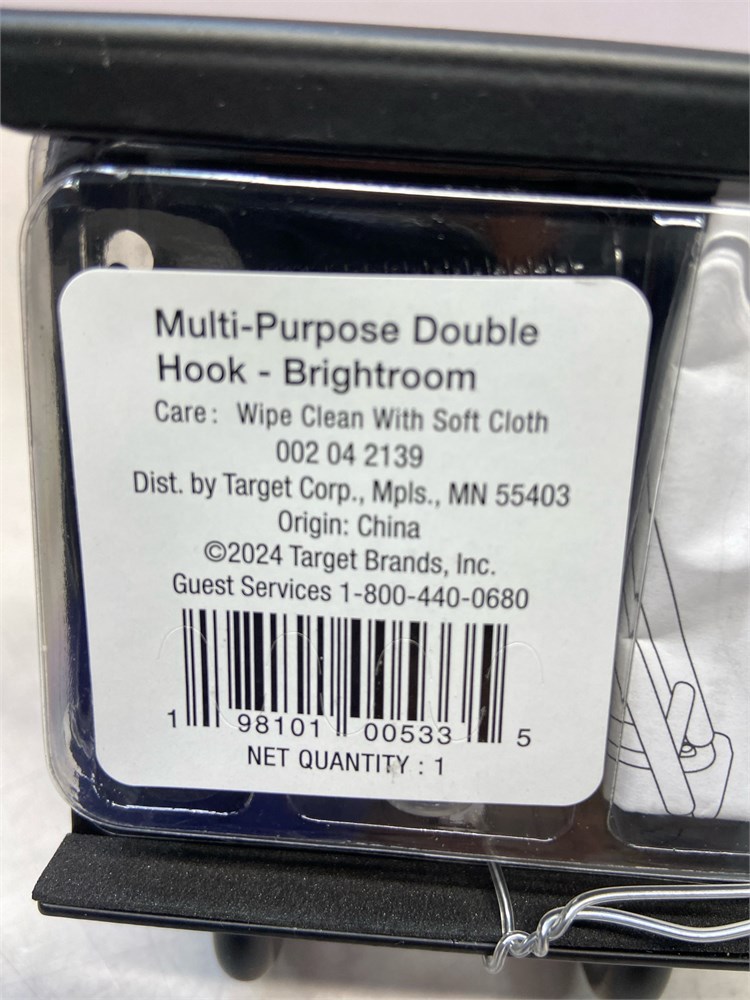 Multi-Purpose Double
Hook - Brightroom
Care: Wipe Clean With Soft Cloth
002 04 2139
Dist. by Target Corp., Mpls., MN 55403
Origin: China
©2024 Target Brands, Inc.
Guest Services 1-800-440-0680
1 98101 00533 5
NET QUANTITY : 1